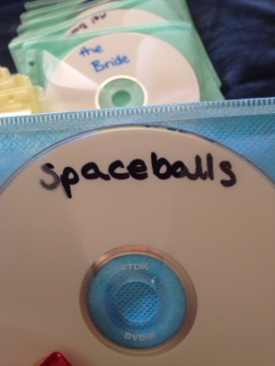 the
Bride
spaceballs
TDK
DVD-R